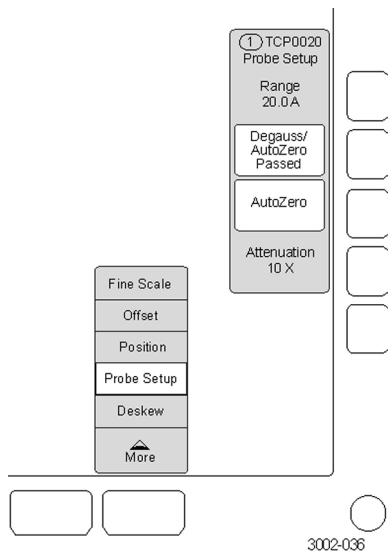 1 TCP0020
Probe Setup
Range
20.0 A
Degauss/
AutoZero
Passed
AutoZero
Attenuation
10 X
Fine Scale
Offset
Position
Probe Setup
Deskew
More
3002-036